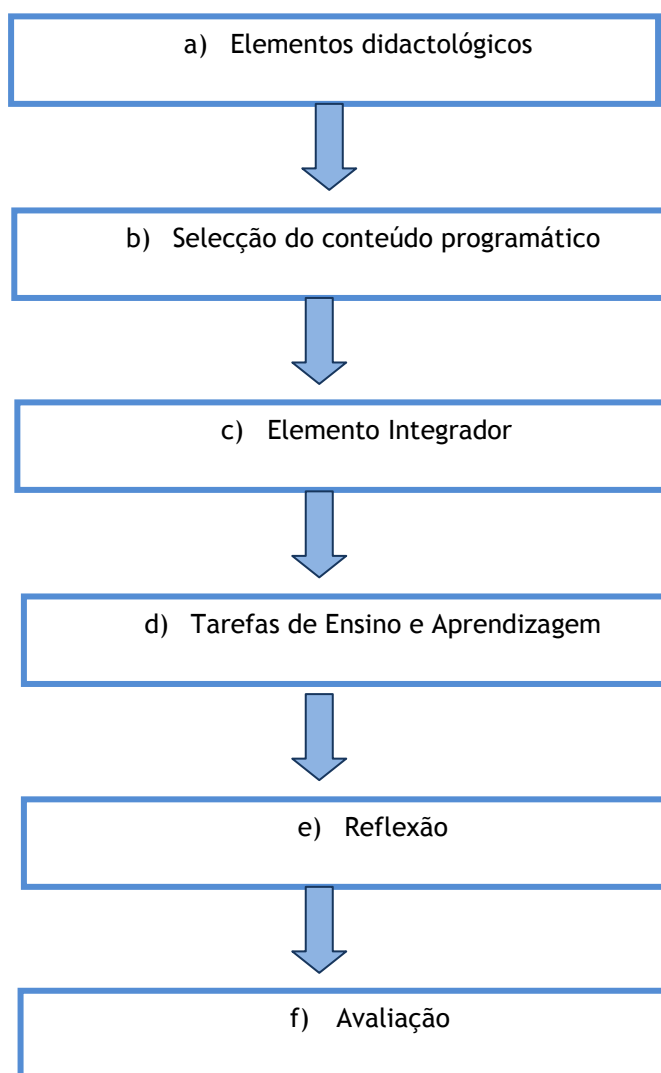 a) Elementos didactológicos
b) Selecção do conteúdo programático
c) Elemento Integrador
d) Tarefas de Ensino e Aprendizagem
e) Reflexão
f) Avaliação